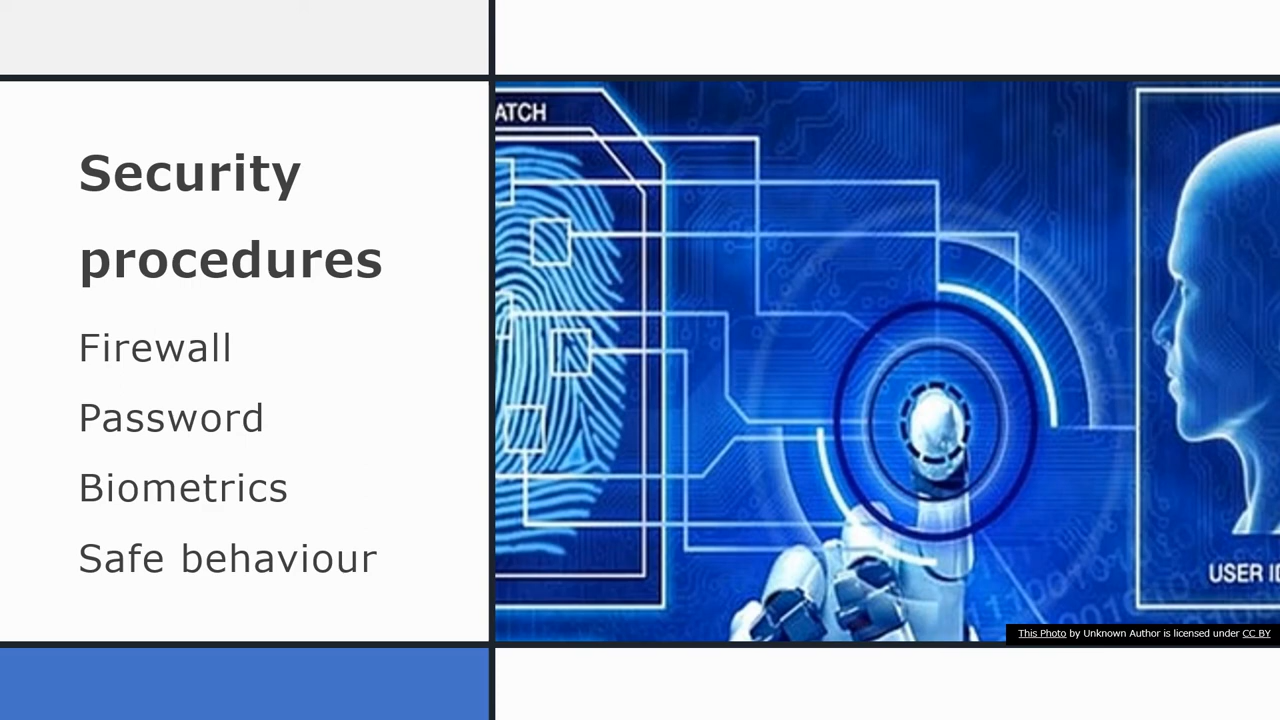 Security
procedures
Firewall
Password
Biometrics
Safe behaviour
ATCH
USER ID
This Photo by Unknown Author is licensed under CC BY